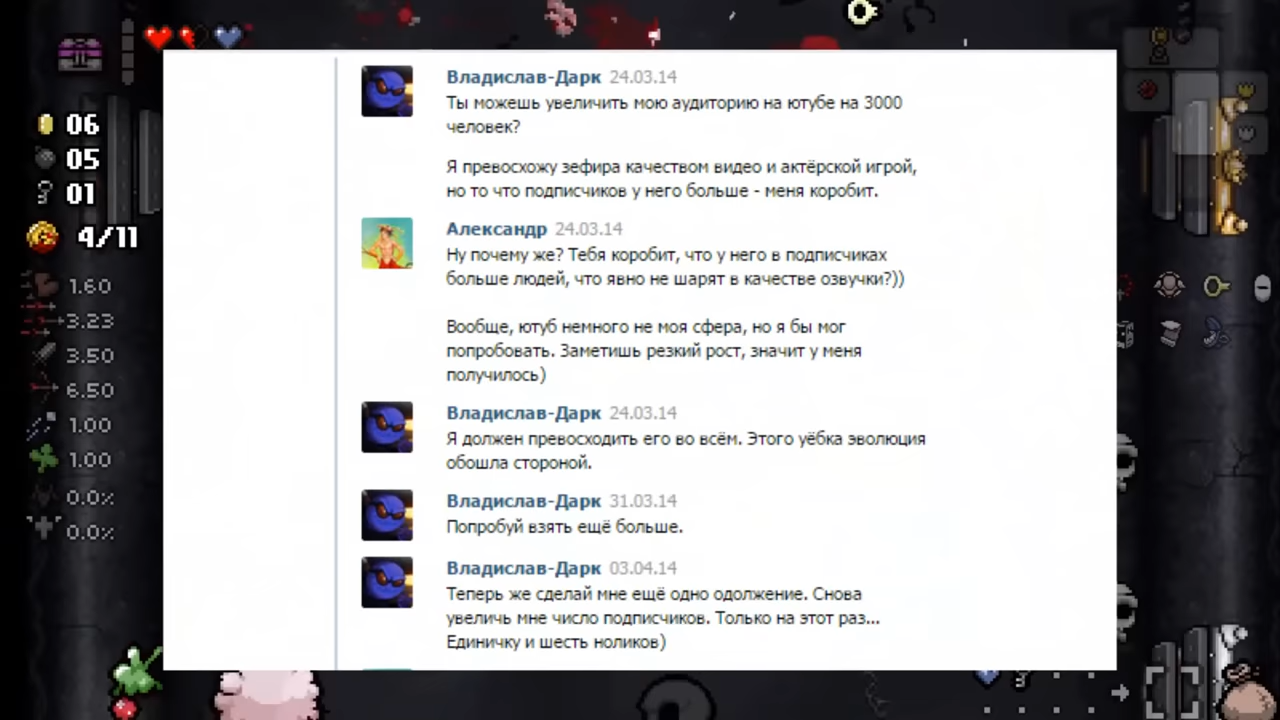 06
05
01
4/11
1.60
3.23
3.50
6.50
1.00
1.00
0.0%
0.0%
Владислав-Дарк 24.03.14
Ты можешь увеличить мою аудиторию на ютубе на 3000
человек?
Я превосхожу зефира качеством видео и актёрской игрой,
но то что подписчиков у него больше - меня коробит.
Александр 24.03.14
Ну почему же? Тебя коробит, что у него в подписчиках
больше людей, что явно не шарят в качестве озвучки?))
Вообще, ютуб немного не моя сфера, но я бы мог
попробовать. Заметишь резкий рост, значит у меня
получилось)
Владислав-Дарк 24.03.14
Я должен превосходить его во всём. Этого уёбка эволюция
обошла стороной.
Владислав-Дарк 31.03.14
Попробуй взять ещё больше.
Владислав-Дарк 03.04.14
Теперь же сделай мне ещё одно одолжение. Снова
увеличь мне число подписчиков. Только на этот раз...
Единичку и шесть ноликов)